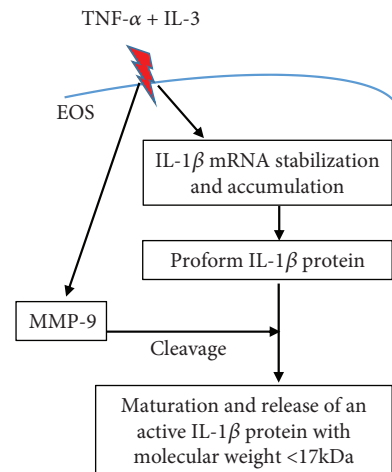 TNF-α + IL-3
EOS
IL-1β mRNA stabilization
and accumulation
Proform IL-1β protein
MMP-9
Cleavage
Maturation and release of an
active IL-1β protein with
molecular weight <17kDa